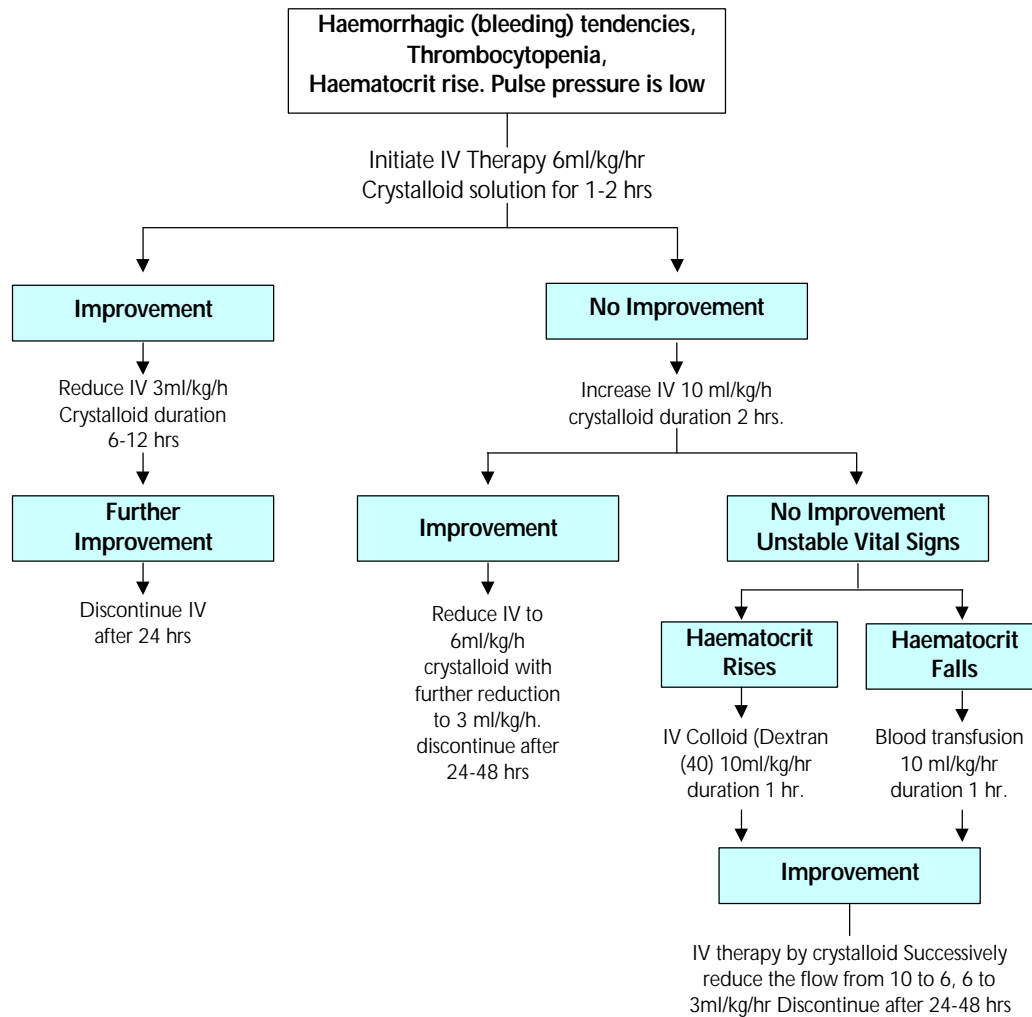 Haemorrhagic (bleeding) tendencies,
Thrombocytopenia,
Haematocrit rise. Pulse pressure is low
Initiate IV Therapy 6ml/kg/hr
Crystalloid solution for 1-2 hrs
Improvement
No Improvement
Reduce IV 3ml/kg/h
Crystalloid duration
6-12 hrs
Increase IV 10 ml/kg/h
crystalloid duration 2 hrs.
Further
Improvement
Improvement
No Improvement
Unstable Vital Signs
Discontinue IV
after 24 hrs
Reduce IV to
6ml/kg/h
crystalloid with
further reduction
to 3 ml/kg/h.
discontinue after
24-48 hrs
Haematocrit
Rises
Haematocrit
Falls
IV Colloid (Dextran
(40) 10ml/kg/hr
duration 1 hr.
Blood transfusion
10 ml/kg/hr
duration 1 hr.
Improvement
IV therapy by crystalloid Successively
reduce the flow from 10 to 6, 6 to
3ml/kg/hr Discontinue after 24-48 hrs